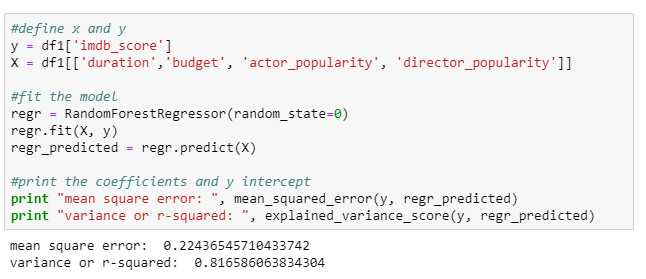 #define x and y
y = df1['imdb_score']
X = df1[['duration','budget', 'actor_popularity', 'director_popularity']]
#fit the model
regr = RandomForestRegressor(random_state=0)
regr.fit(X, y)
regr_predicted = regr.predict(X)
#print the coefficients and y intercept
print "mean square error: ", mean_squared_error(y, regr_predicted)
print "variance or r-squared: ", explained_variance_score(y, regr_predicted)
mean square error:  0.22436545710433742
variance or r-squared:  0.816586063834304